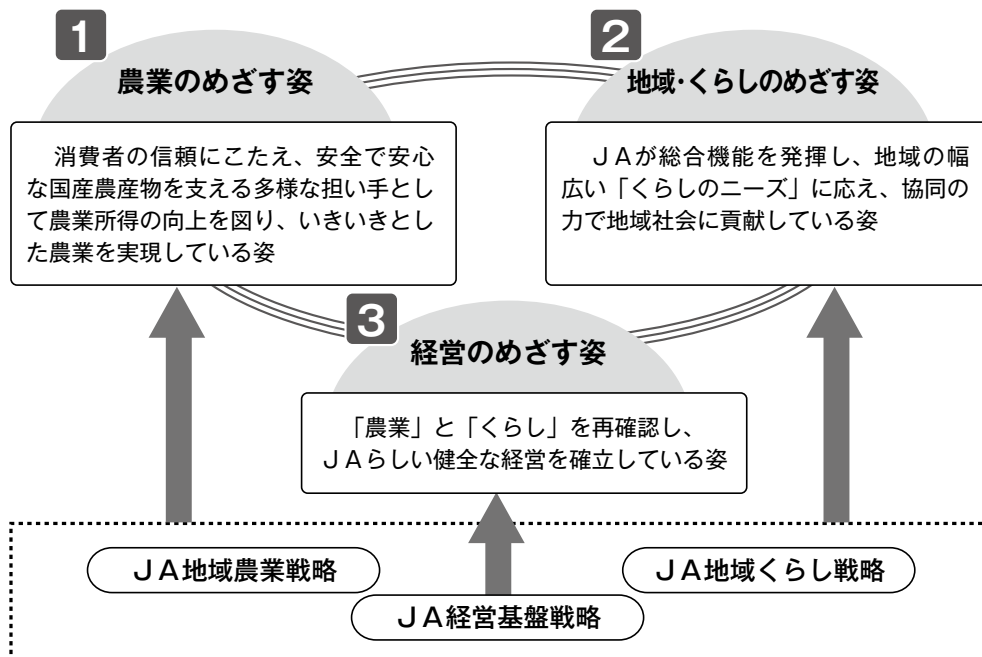 1
農業のめざす姿
消費者の信頼にこたえ、安全で安心
な国産農産物を支える多様な担い手とし
て農業所得の向上を図り、いきいきとし
た農業を実現している姿
2
地域・くらしのめざす姿
ＪＡが総合機能を発揮し、地域の幅
広い「くらしのニーズ」に応え、協同の
力で地域社会に貢献している姿
3
経営のめざす姿
「農業」と「くらし」を再確認し、
ＪＡらしい健全な経営を確立している姿
ＪＡ地域農業戦略
ＪＡ地域くらし戦略
ＪＡ経営基盤戦略